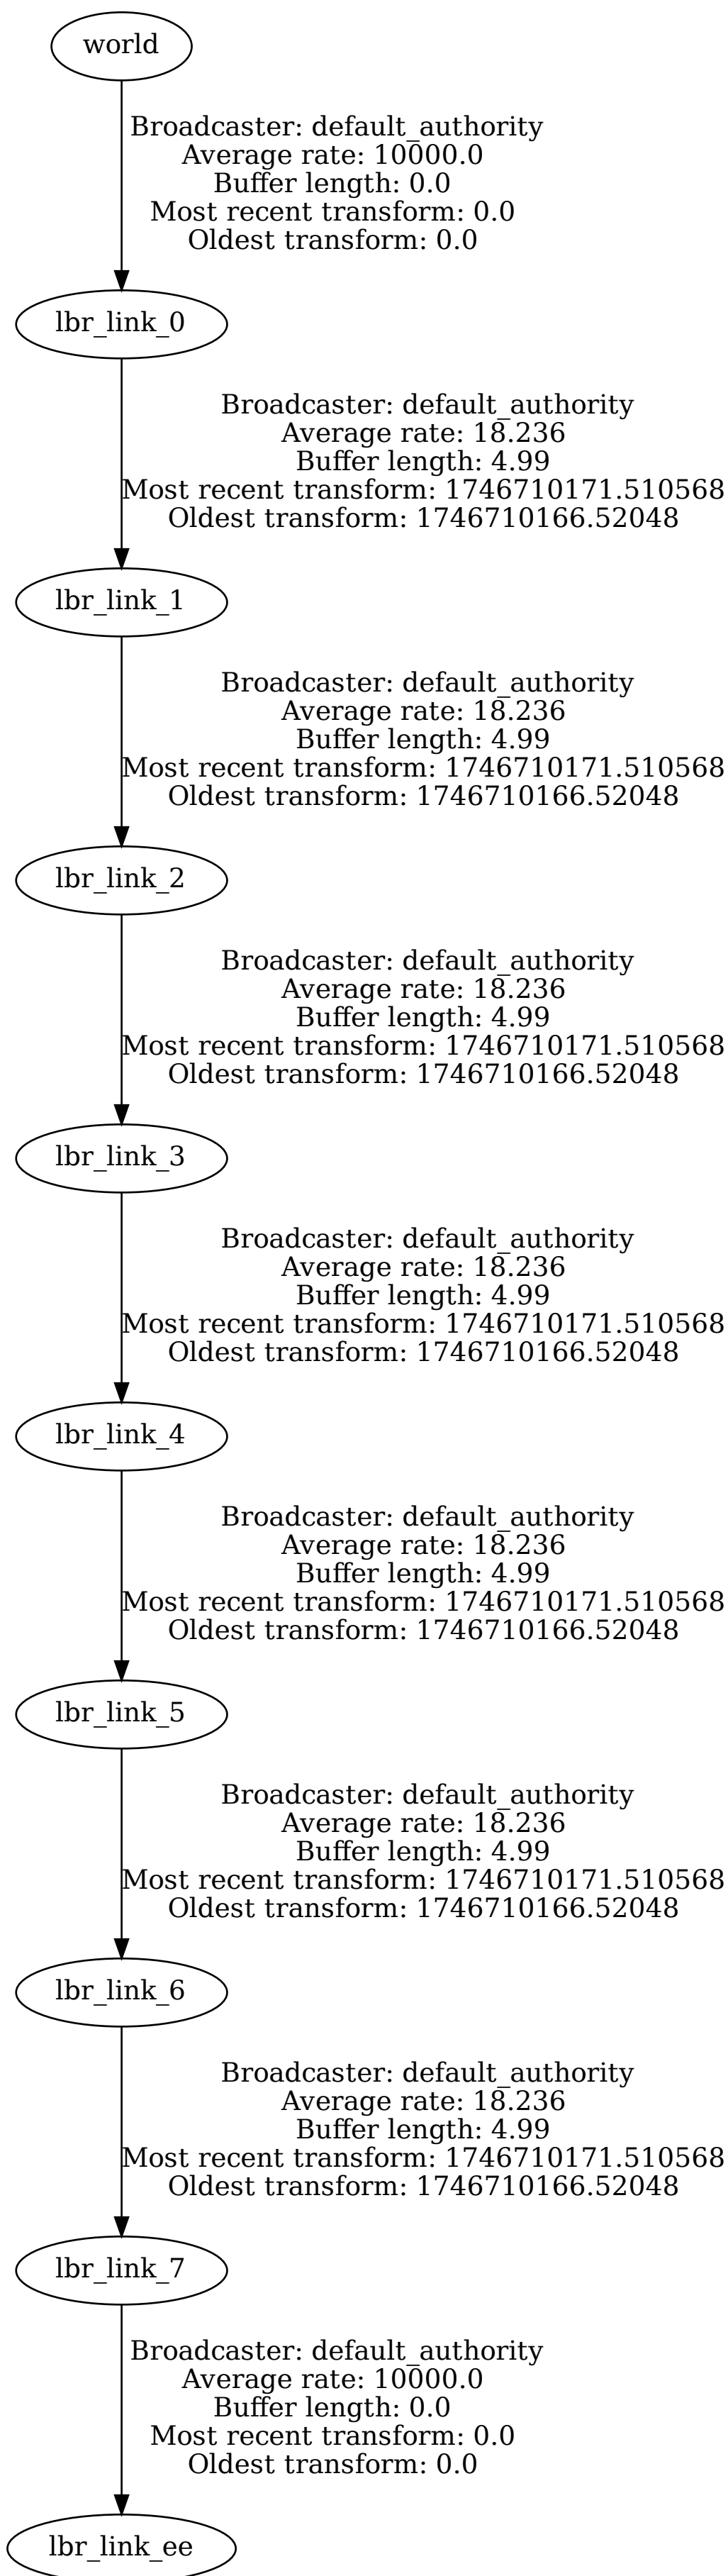 world
Broadcaster: default_authority
Average rate: 10000.0
Buffer length: 0.0
Most recent transform: 0.0
Oldest transform: 0.0
lbr_link_0
Broadcaster: default_authority
Average rate: 18.236
Buffer length: 4.99
Most recent transform: 1746710171.510568
Oldest transform: 1746710166.52048
lbr_link_1
Broadcaster: default_authority
Average rate: 18.236
Buffer length: 4.99
Most recent transform: 1746710171.510568
Oldest transform: 1746710166.52048
lbr_link_2
Broadcaster: default_authority
Average rate: 18.236
Buffer length: 4.99
Most recent transform: 1746710171.510568
Oldest transform: 1746710166.52048
lbr_link_3
Broadcaster: default_authority
Average rate: 18.236
Buffer length: 4.99
Most recent transform: 1746710171.510568
Oldest transform: 1746710166.52048
lbr_link_4
Broadcaster: default_authority
Average rate: 18.236
Buffer length: 4.99
Most recent transform: 1746710171.510568
Oldest transform: 1746710166.52048
lbr_link_5
Broadcaster: default_authority
Average rate: 18.236
Buffer length: 4.99
Most recent transform: 1746710171.510568
Oldest transform: 1746710166.52048
lbr_link_6
Broadcaster: default_authority
Average rate: 18.236
Buffer length: 4.99
Most recent transform: 1746710171.510568
Oldest transform: 1746710166.52048
lbr_link_7
Broadcaster: default_authority
Average rate: 10000.0
Buffer length: 0.0
Most recent transform: 0.0
Oldest transform: 0.0
lbr_link_ee